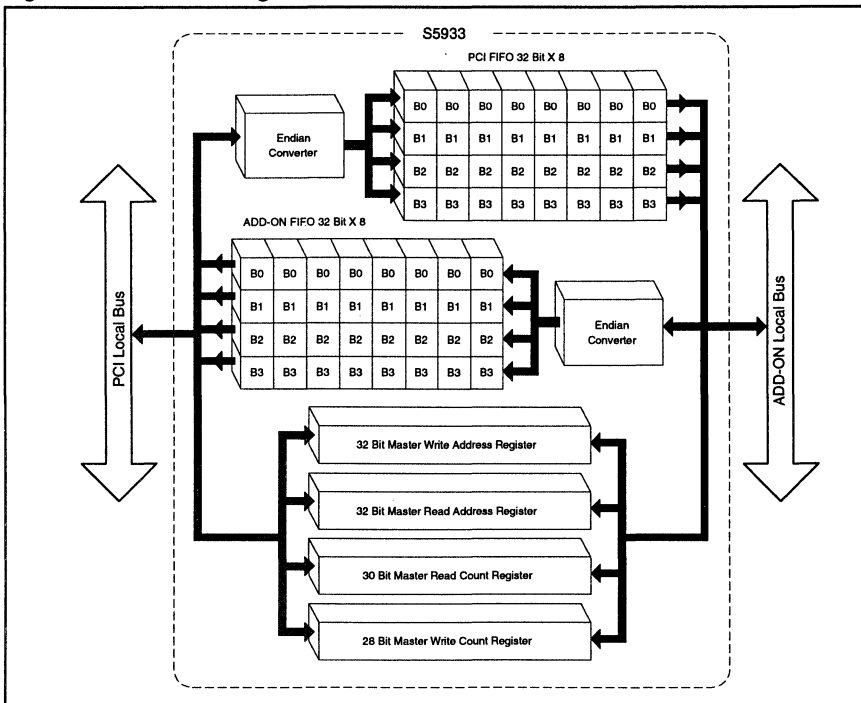 S5933
PCI FIFO 32 Bit X 8
Endian
Converter
B0 B0 B0 B0 B0 B0 B0 B0
B1 B1 B1 B1 B1 B1 B1 B1
B2 B2 B2 B2 B2 B2 B2 B2
B3 B3 B3 B3 B3 B3 B3 B3
ADD-ON FIFO 32 Bit X 8
B0 B0 B0 B0 B0 B0 B0 B0
B1 B1 B1 B1 B1 B1 B1 B1
B2 B2 B2 B2 B2 B2 B2 B2
B3 B3 B3 B3 B3 B3 B3 B3
Endian
Converter
PCI Local Bus
ADD-ON Local Bus
32 Bit Master Write Address Register
32 Bit Master Read Address Register
30 Bit Master Read Count Register
28 Bit Master Write Count Register